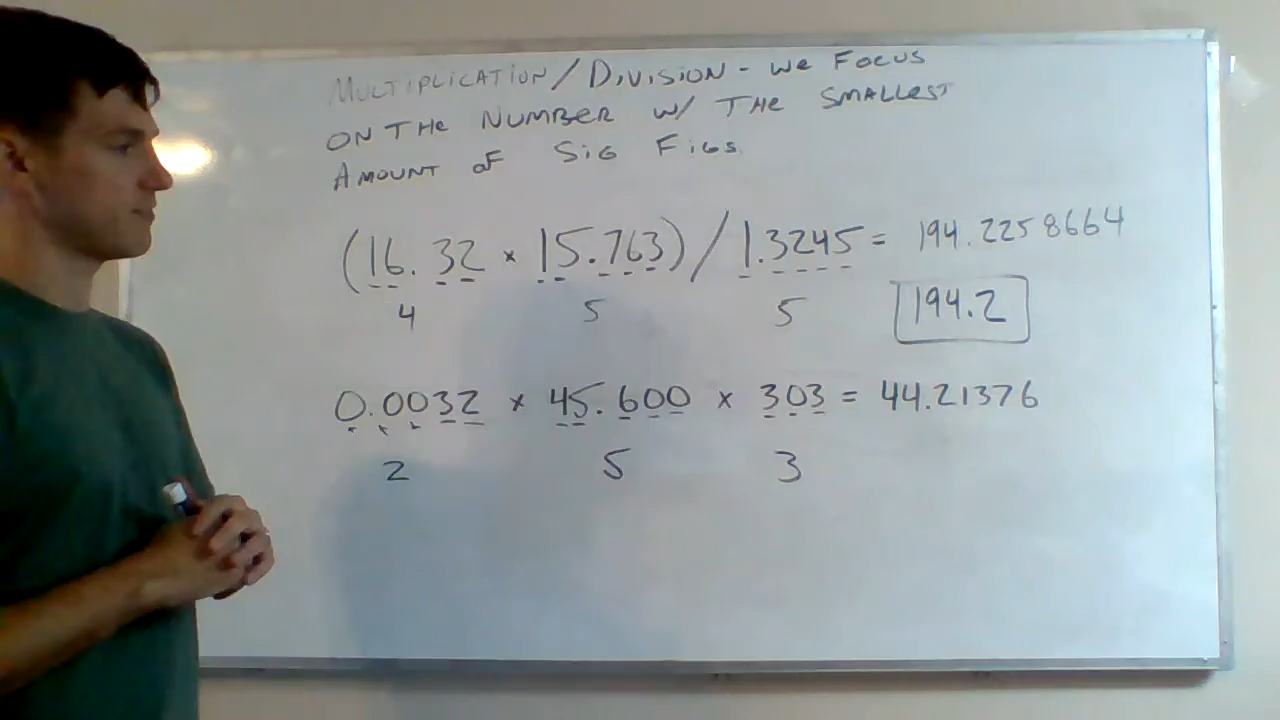 MULTIPLICATION/DIVISION - WE FOCUS
ON THE NUMBER W/ THE SMALLEST
AMOUNT OF SIG FIGS.
(16.32 × 15.763)/1.3245 = 194.2258664
4 5 5 194.2
0.0032 × 45.600 × 303 = 44.21376
2 5 3